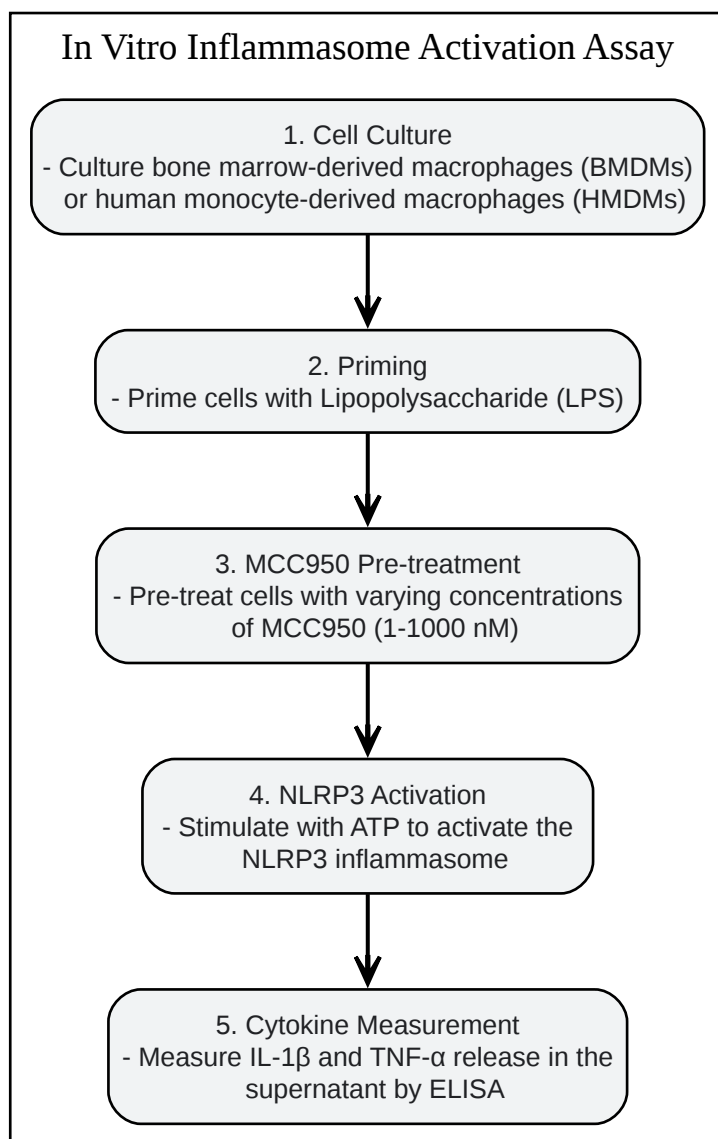 In Vitro Inflammasome Activation Assay
1. Cell Culture
- Culture bone marrow-derived macrophages (BMDMs)
or human monocyte-derived macrophages (HMDMs)
2. Priming
- Prime cells with Lipopolysaccharide (LPS)
3. MCC950 Pre-treatment
- Pre-treat cells with varying concentrations
of MCC950 (1-1000 nM)
4. NLRP3 Activation
- Stimulate with ATP to activate the
NLRP3 inflammasome
5. Cytokine Measurement
- Measure IL-1β and TNF-α release in the
supernatant by ELISA